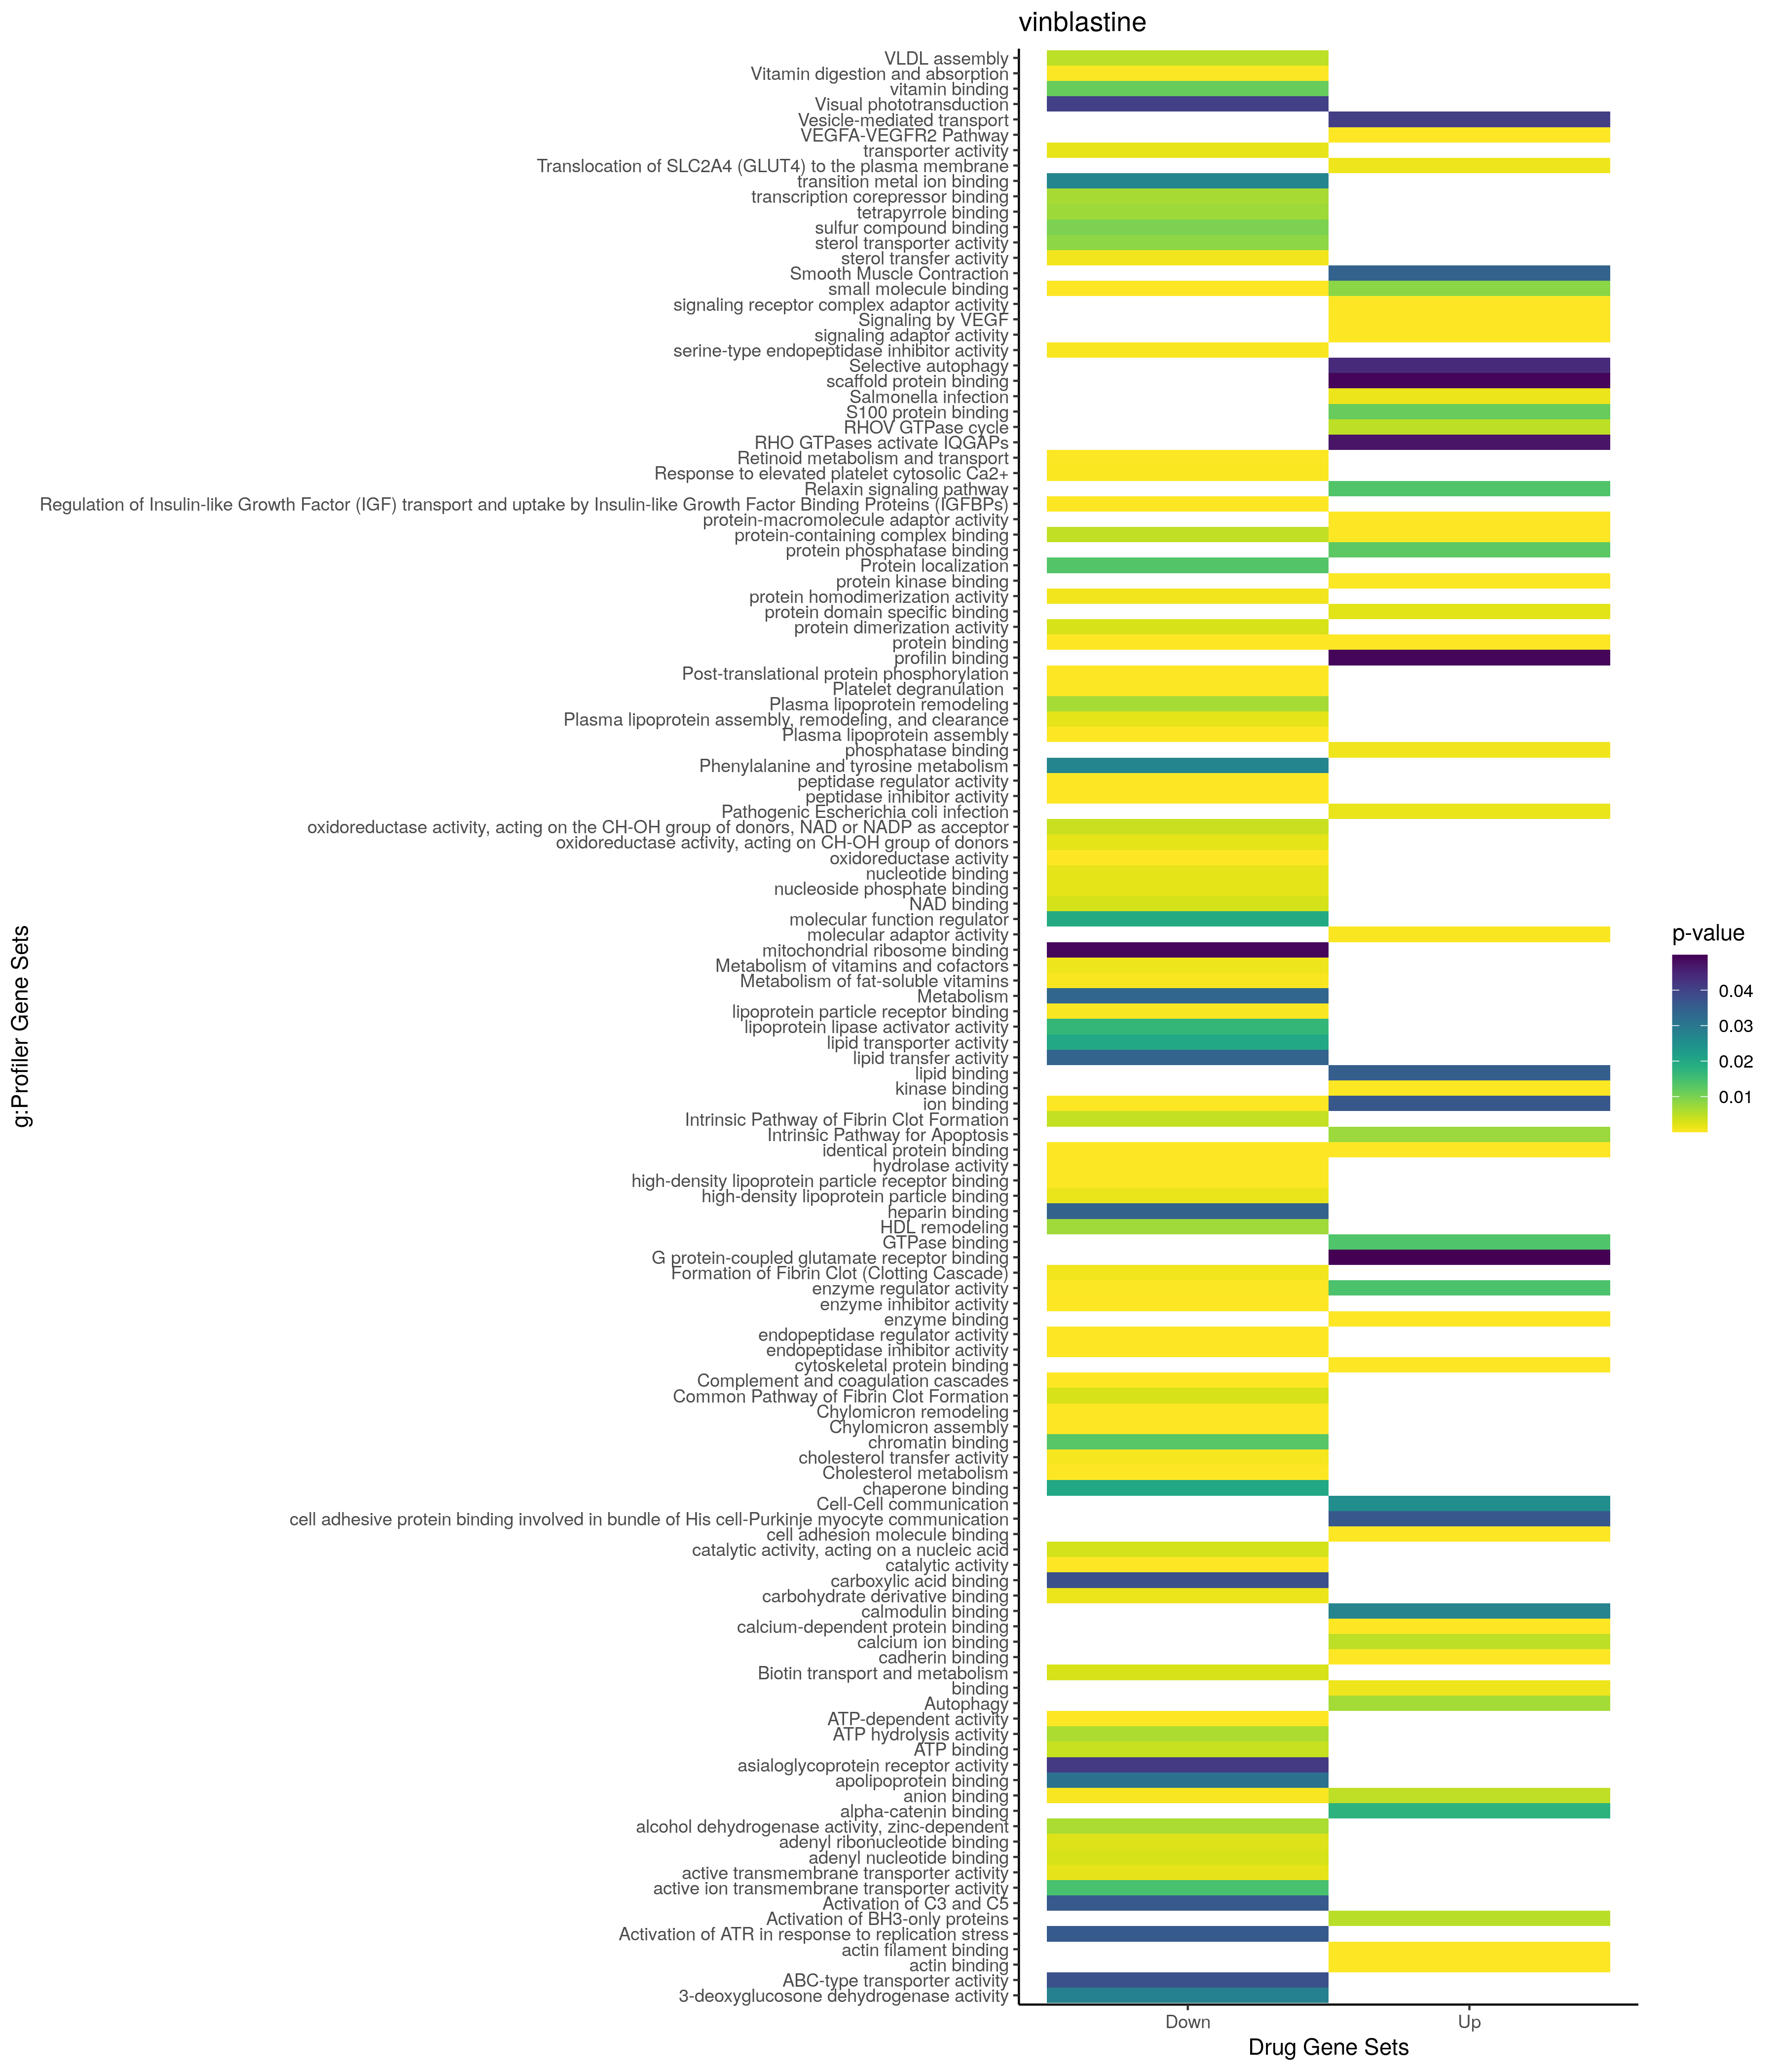 vinblastine
VLDL assembly
Vitamin digestion and absorption
vitamin binding
Visual phototransduction
Vesicle-mediated transport
VEGFA-VEGFR2 Pathway
transporter activity
Translocation of SLC2A4 (GLUT4) to the plasma membrane
transition metal ion binding
transcription corepressor binding
tetrapyrrole binding
sulfur compound binding
sterol transporter activity
sterol transfer activity
Smooth Muscle Contraction
small molecule binding
signaling receptor complex adaptor activity
Signaling by VEGF
signaling adaptor activity
serine-type endopeptidase inhibitor activity
Selective autophagy
scaffold protein binding
Salmonella infection
S100 protein binding
RHOV GTPase cycle
RHO GTPases activate IQGAPs
Retinoid metabolism and transport
Response to elevated platelet cytosolic Ca2+
Relaxin signaling pathway
Regulation of Insulin-like Growth Factor (IGF) transport and uptake by Insulin-like Growth Factor Binding Proteins (IGFBPs)
protein-macromolecule adaptor activity
protein-containing complex binding
protein phosphatase binding
Protein localization
protein kinase binding
protein homodimerization activity
protein domain specific binding
protein dimerization activity
protein binding
profilin binding
Post-translational protein phosphorylation
Platelet degranulation
Plasma lipoprotein remodeling
Plasma lipoprotein assembly, remodeling, and clearance
Plasma lipoprotein assembly
phosphatase binding
Phenylalanine and tyrosine metabolism
peptidase regulator activity
peptidase inhibitor activity
Pathogenic Escherichia coli infection
oxidoreductase activity, acting on the CH-OH group of donors, NAD or NADP as acceptor
oxidoreductase activity, acting on CH-OH group of donors
oxidoreductase activity
nucleotide binding
nucleoside phosphate binding
NAD binding
molecular function regulator
molecular adaptor activity
mitochondrial ribosome binding
Metabolism of vitamins and cofactors
Metabolism of fat-soluble vitamins
Metabolism
lipoprotein particle receptor binding
lipoprotein lipase activator activity
lipid transporter activity
lipid transfer activity
lipid binding
kinase binding
ion binding
Intrinsic Pathway of Fibrin Clot Formation
Intrinsic Pathway for Apoptosis
identical protein binding
hydrolase activity
high-density lipoprotein particle receptor binding
high-density lipoprotein particle binding
heparin binding
HDL remodeling
GTPase binding
G protein-coupled glutamate receptor binding
Formation of Fibrin Clot (Clotting Cascade)
enzyme regulator activity
enzyme inhibitor activity
enzyme binding
endopeptidase regulator activity
endopeptidase inhibitor activity
cytoskeletal protein binding
Complement and coagulation cascades
Common Pathway of Fibrin Clot Formation
Chylomicron remodeling
Chylomicron assembly
chromatin binding
cholesterol transfer activity
Cholesterol metabolism
chaperone binding
Cell-Cell communication
cell adhesive protein binding involved in bundle of His cell-Purkinje myocyte communication
cell adhesion molecule binding
catalytic activity, acting on a nucleic acid
catalytic activity
carboxylic acid binding
carbohydrate derivative binding
calmodulin binding
calcium-dependent protein binding
calcium ion binding
cadherin binding
Biotin transport and metabolism
binding
Autophagy
ATP-dependent activity
ATP hydrolysis activity
ATP binding
asialoglycoprotein receptor activity
apolipoprotein binding
anion binding
alpha-catenin binding
alcohol dehydrogenase activity, zinc-dependent
adenyl ribonucleotide binding
adenyl nucleotide binding
active transmembrane transporter activity
active ion transmembrane transporter activity
Activation of C3 and C5
Activation of BH3-only proteins
Activation of ATR in response to replication stress
actin filament binding
actin binding
ABC-type transporter activity
3-deoxyglucosone dehydrogenase activity
Down
Up
Drug Gene Sets
g:Profiler Gene Sets
p-value
0.04
0.03
0.02
0.01